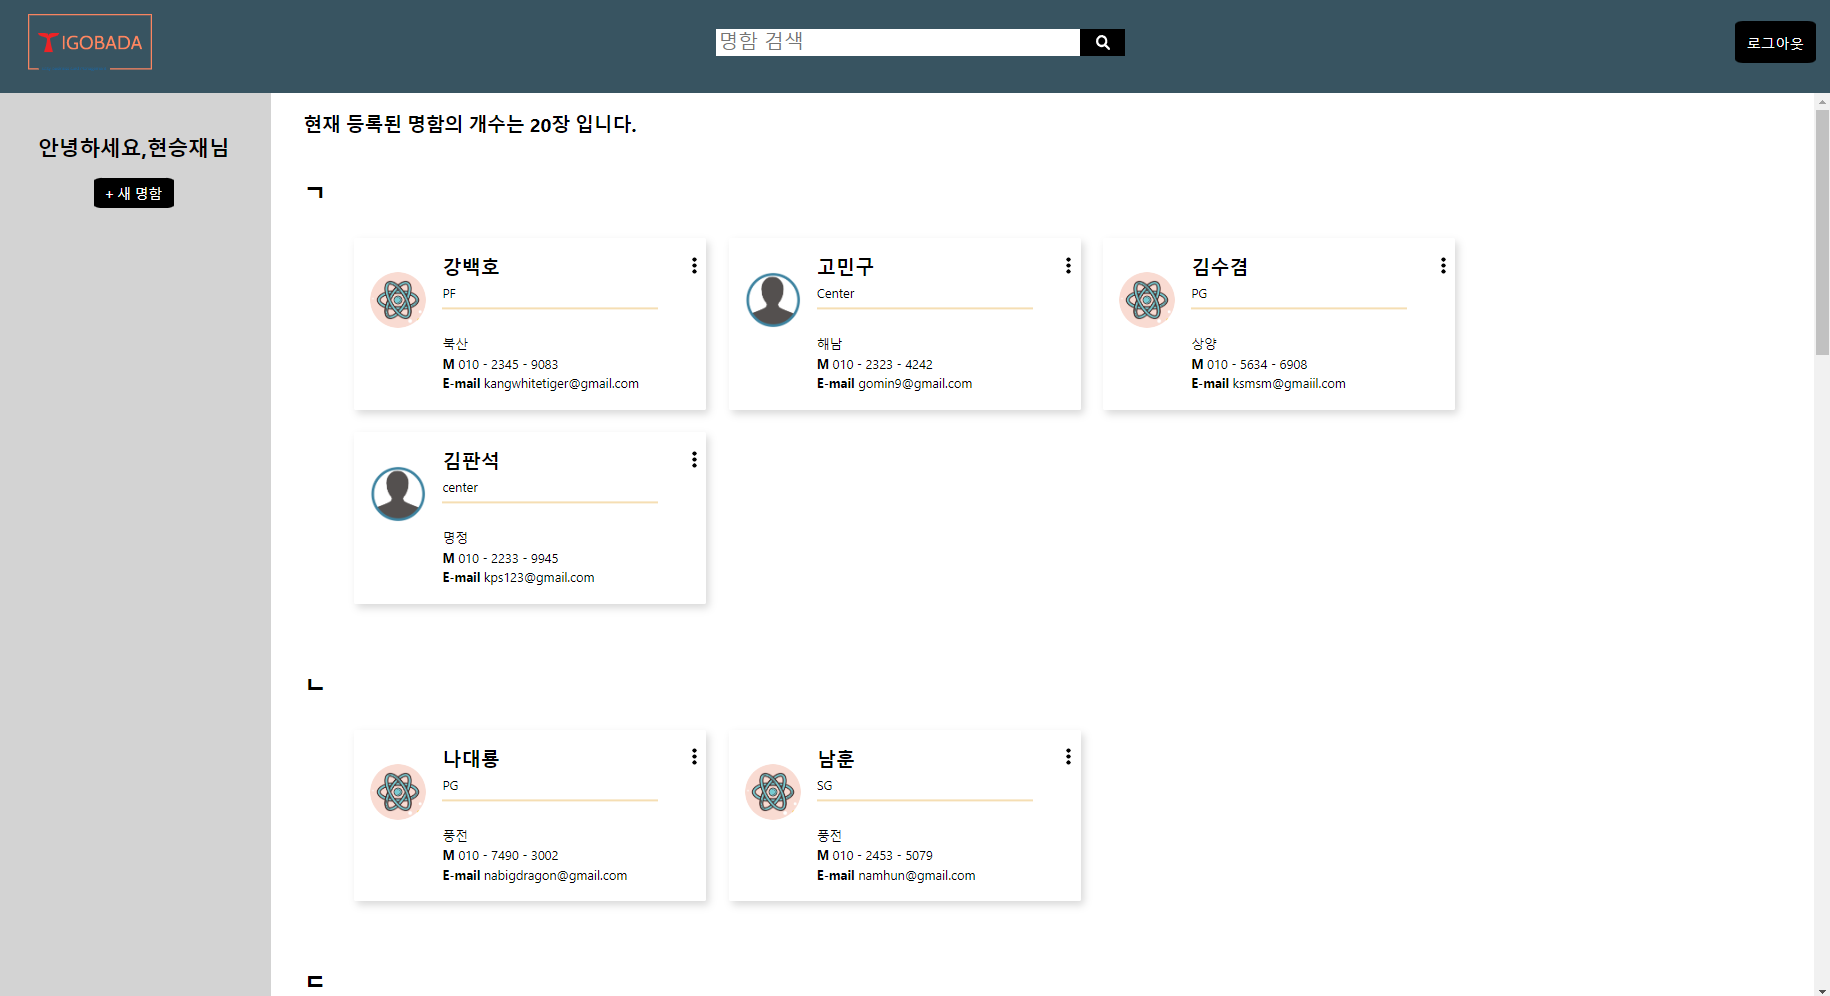 TIGOBADA
명함 검색
로그아웃
안녕하세요,현승재님
+ 새 명함
현재 등록된 명함의 개수는 20장 입니다.
ㄱ
강백호
PF
북산
M 010 - 2345 - 9083
E-mail kangwhitetiger@gmail.com
고민구
Center
해남
M 010 - 2323 - 4242
E-mail gomin9@gmail.com
김수겸
PG
상양
M 010 - 5634 - 6908
E-mail ksmsm@gmaiil.com
김판석
center
명정
M 010 - 2233 - 9945
E-mail kps123@gmail.com
ㄴ
나대룡
PG
풍전
M 010 - 7490 - 3002
E-mail nabigdragon@gmail.com
남훈
SG
풍전
M 010 - 2453 - 5079
E-mail namhun@gmail.com
ㄷ